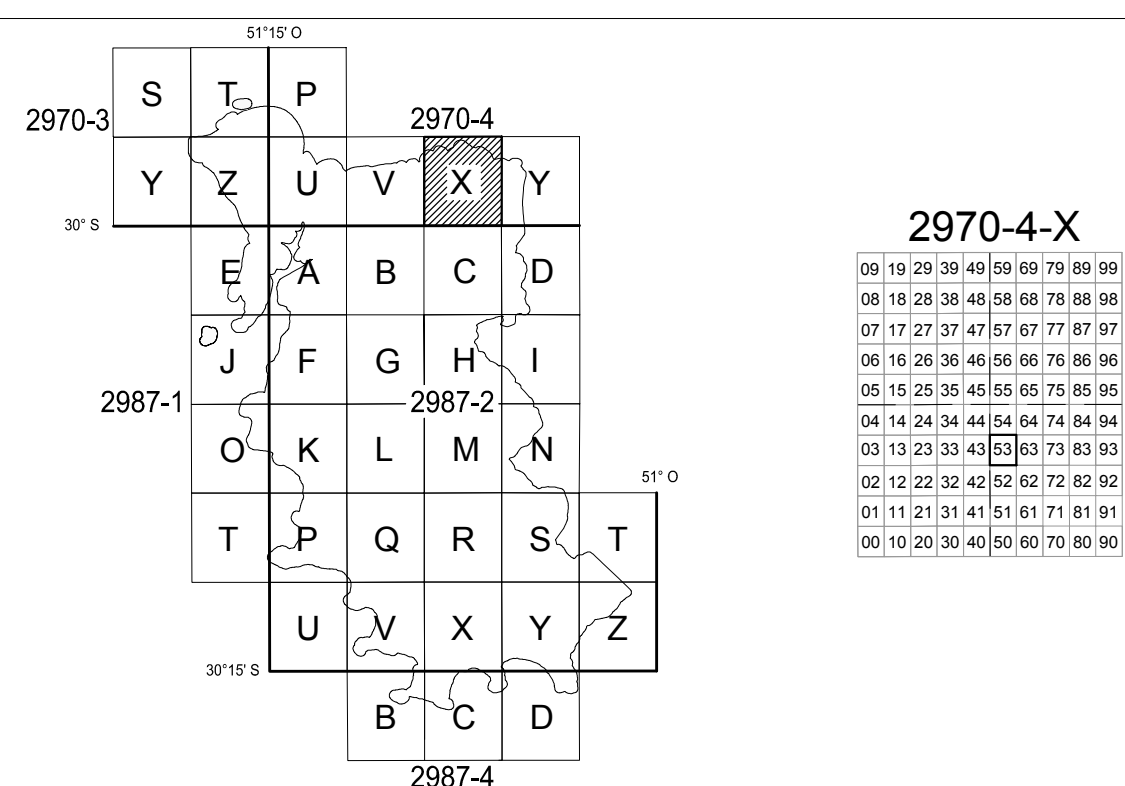 51°15' O
S T P
2970-3 2970-4
Y Z U V X Y
30° S
E A B C D
J F G H I
2987-1 2987-2
O K L M N
51° O
T P Q R S T
U V X Y Z
30°15' S
B C D
2987-4
2970-4-X
09 19 29 39 49 59 69 79 89 99
08 18 28 38 48 58 68 78 88 98
07 17 27 37 47 57 67 77 87 97
06 16 26 36 46 56 66 76 86 96
05 15 25 35 45 55 65 75 85 95
04 14 24 34 44 54 64 74 84 94
03 13 23 33 43 53 63 73 83 93
02 12 22 32 42 52 62 72 82 92
01 11 21 31 41 51 61 71 81 91
00 10 20 30 40 50 60 70 80 90